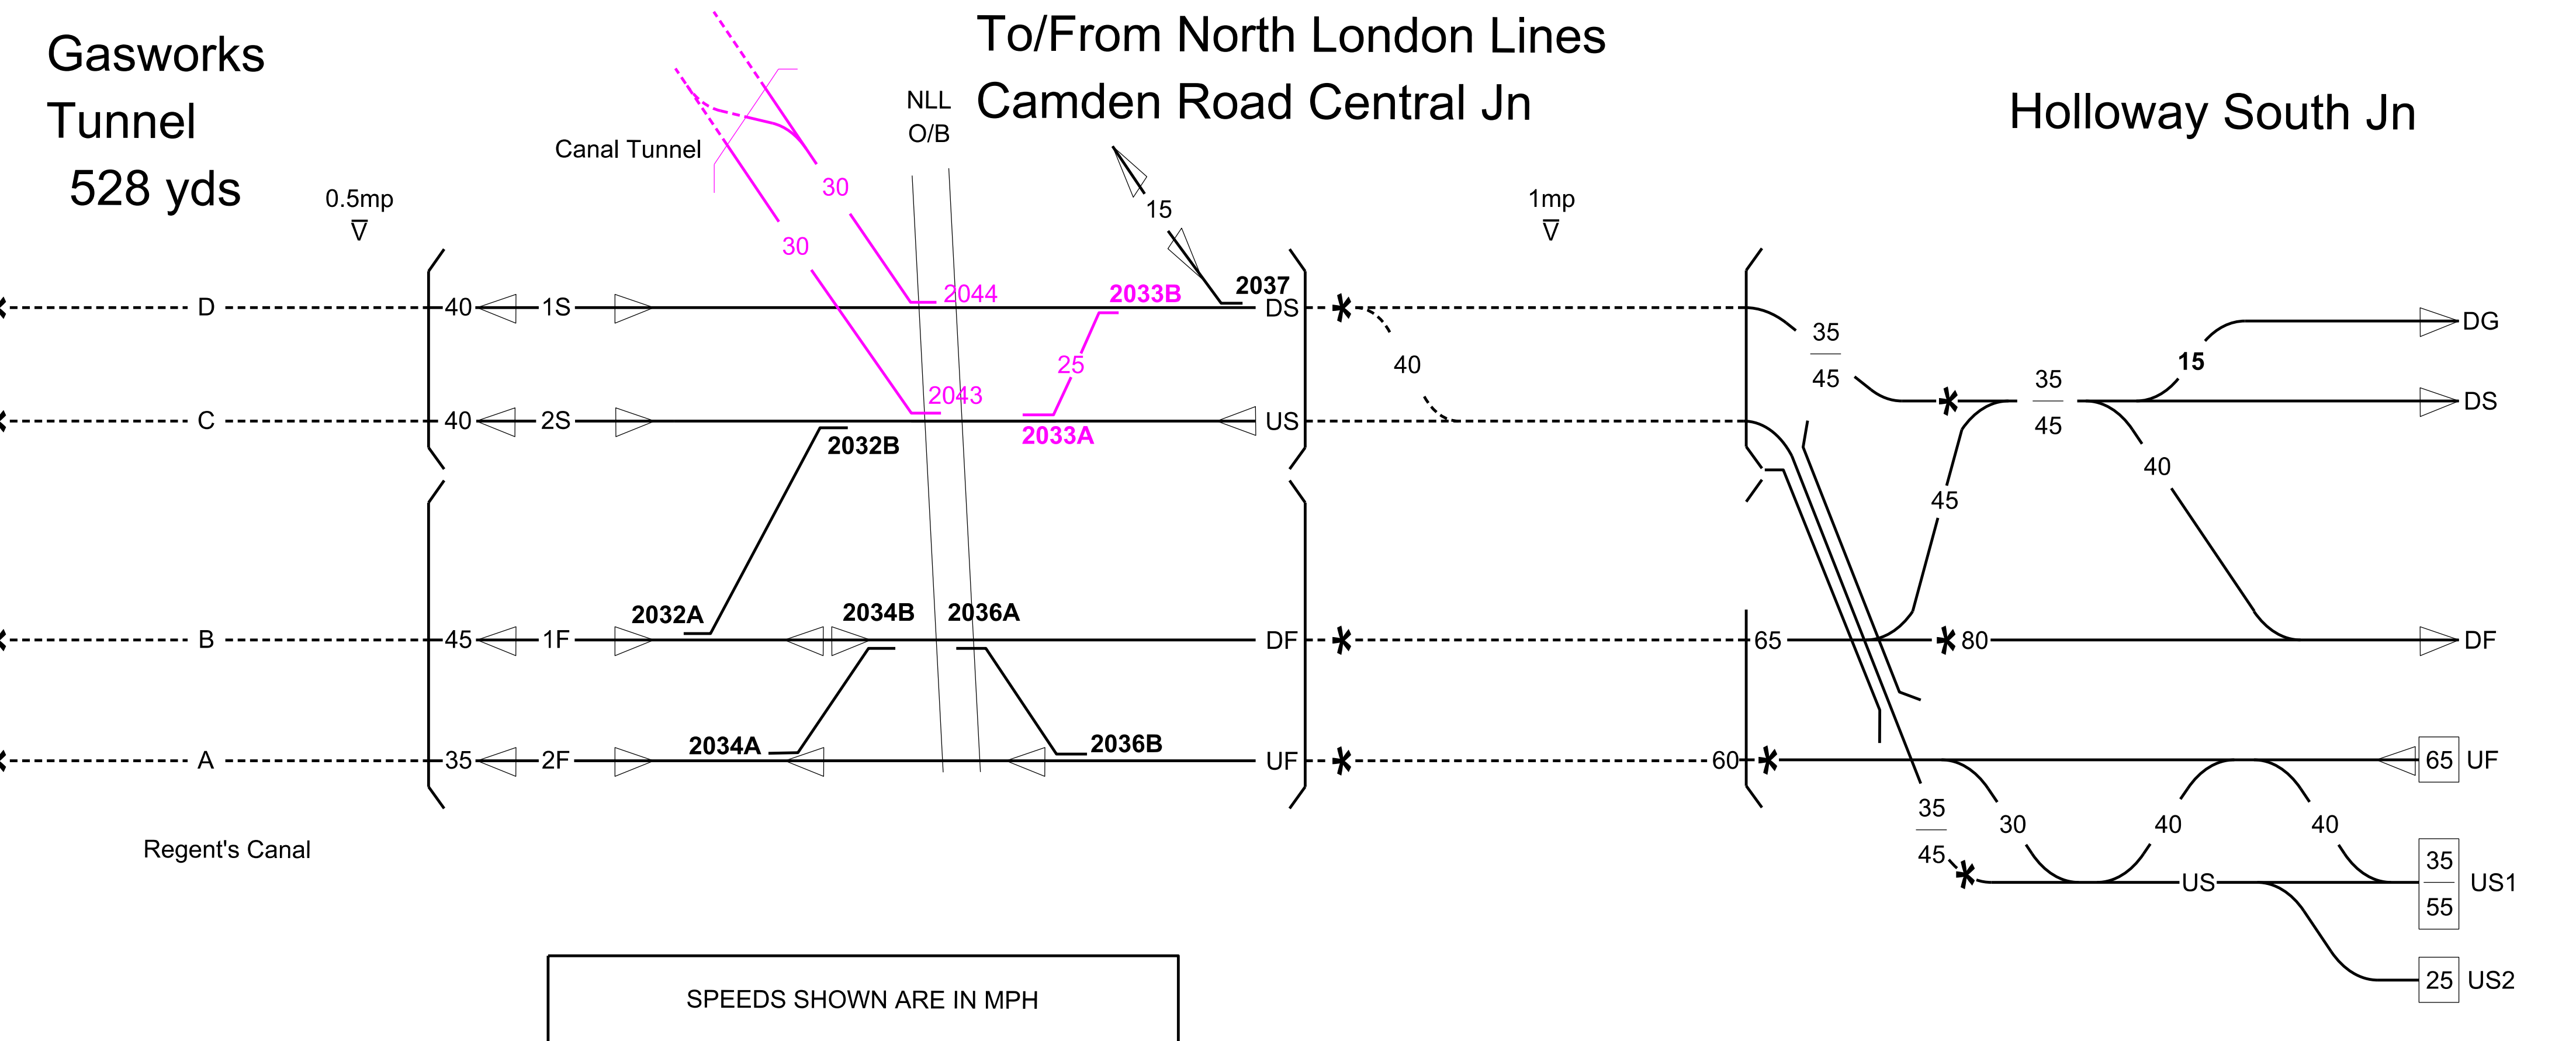 Gasworks
Tunnel
528 yds
To/From North London Lines
Camden Road Central Jn
Holloway South Jn
NLL
O/B
Canal Tunnel
0.5mp
1mp
30
30
15
D
40
1S
2044
2033B
2037
DS
40
35
45
35
45
15
DG
DS
25
C
40
2S
2043
2033A
2032B
US
45
40
2032A
2034B
2036A
B
45
1F
DF
65
80
DF
2034A
2036B
A
35
2F
UF
60
65
UF
35
45
30
40
40
US
35
55
US1
25
US2
Regent's Canal
SPEEDS SHOWN ARE IN MPH